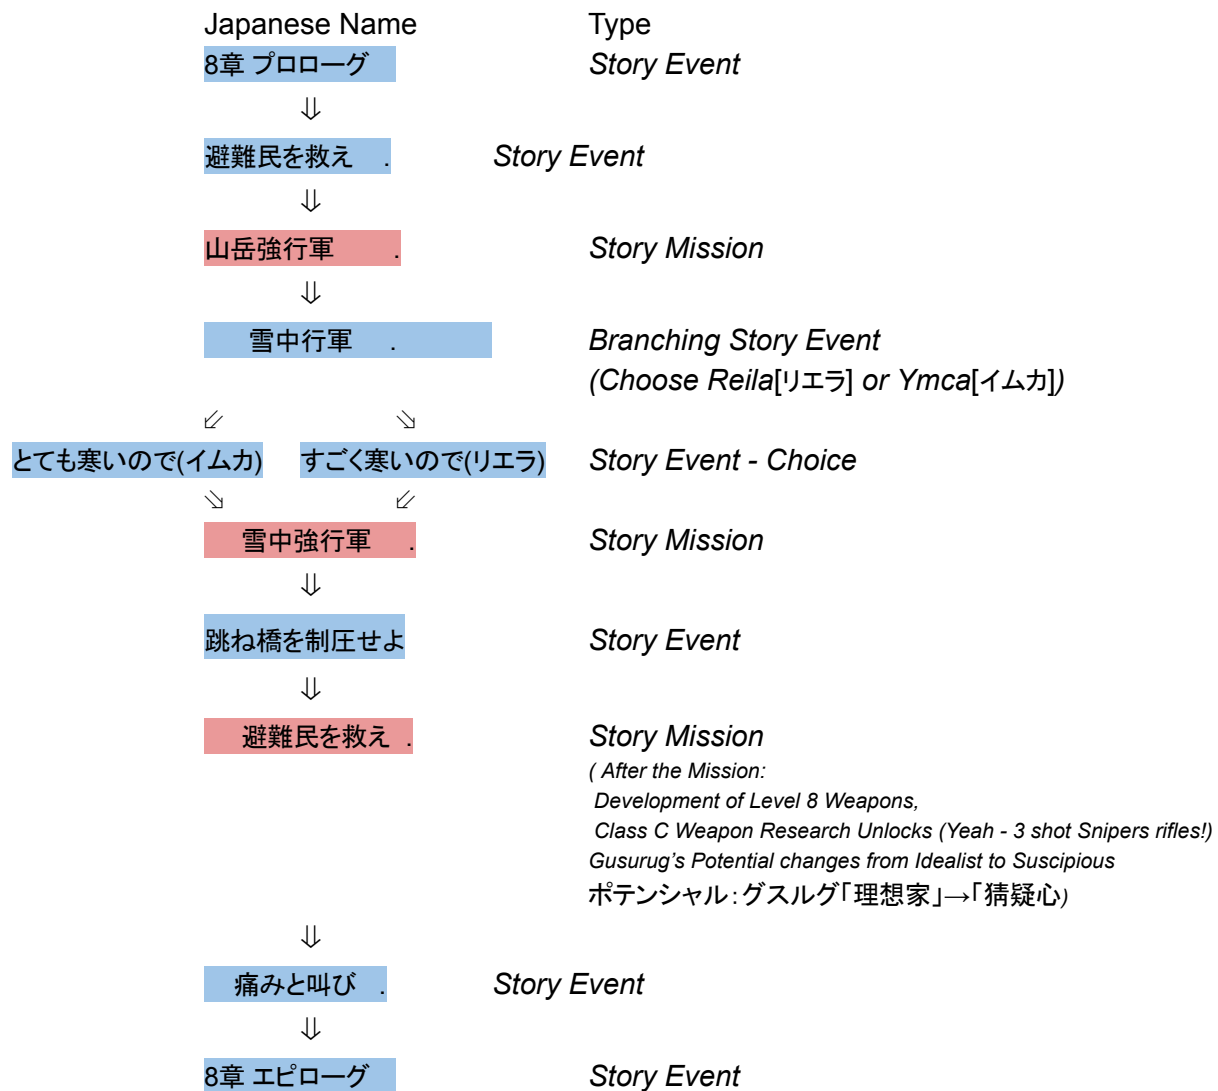 Japanese Name Type
8章 プロローグ Story Event
⇓
避難民を救え . Story Event
⇓
山岳強行軍 . Story Mission
⇓
雪中行軍 . Branching Story Event
(Choose Reila[リエラ] or Ymca[イムカ])
⇙ ⇘
とても寒いので(イムカ) すごく寒いので(リエラ) Story Event - Choice
⇘ ⇙
雪中強行軍 . Story Mission
⇓
跳ね橋を制圧せよ Story Event
⇓
避難民を救え . Story Mission
( After the Mission:
Development of Level 8 Weapons,
Class C Weapon Research Unlocks (Yeah - 3 shot Snipers rifles!)
Gusurug's Potential changes from Idealist to Suscipious
ポテンシャル：グスルグ「理想家」→「猜疑心)
⇓
痛みと叫び . Story Event
⇓
8章 エピローグ Story Event